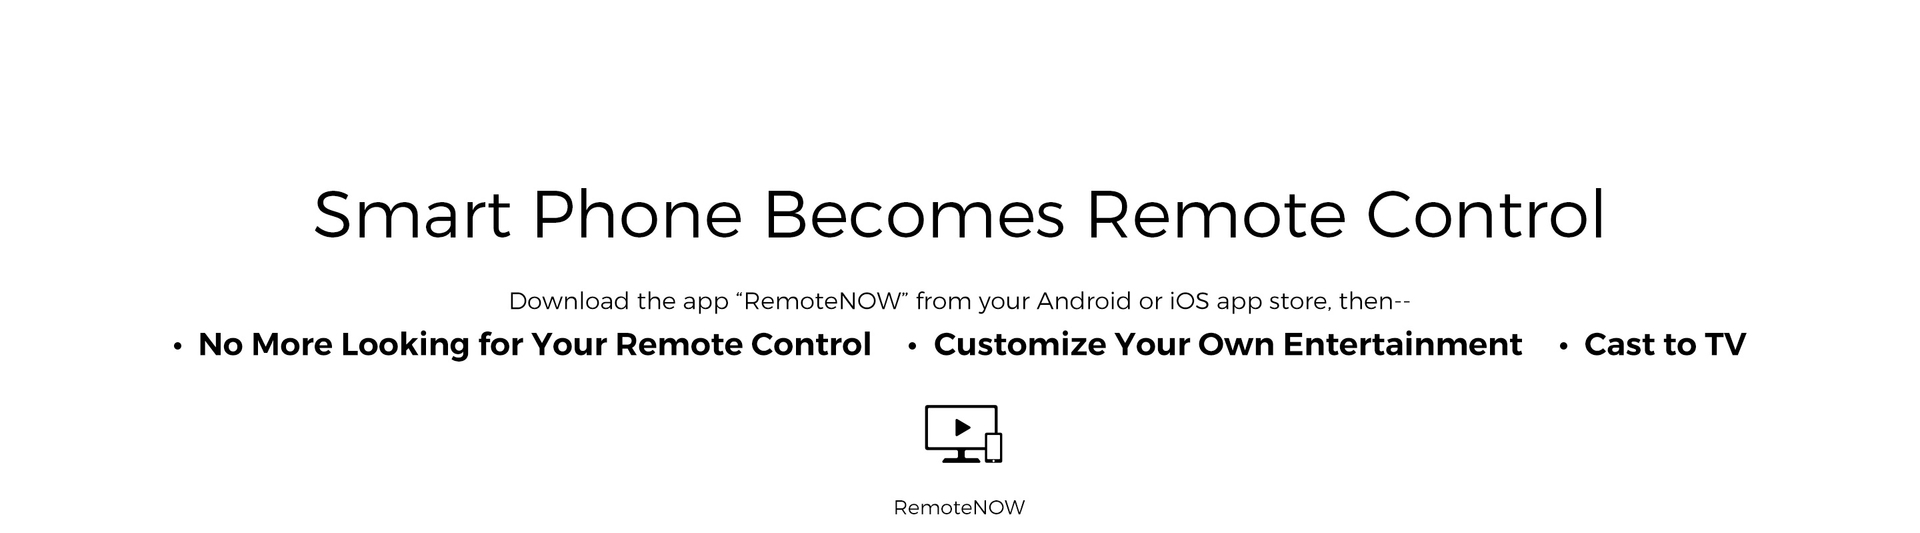 Smart Phone Becomes Remote Control
Download the app “RemoteNOW” from your Android or iOS app store, then--
• No More Looking for Your Remote Control • Customize Your Own Entertainment • Cast to TV
RemoteNOW